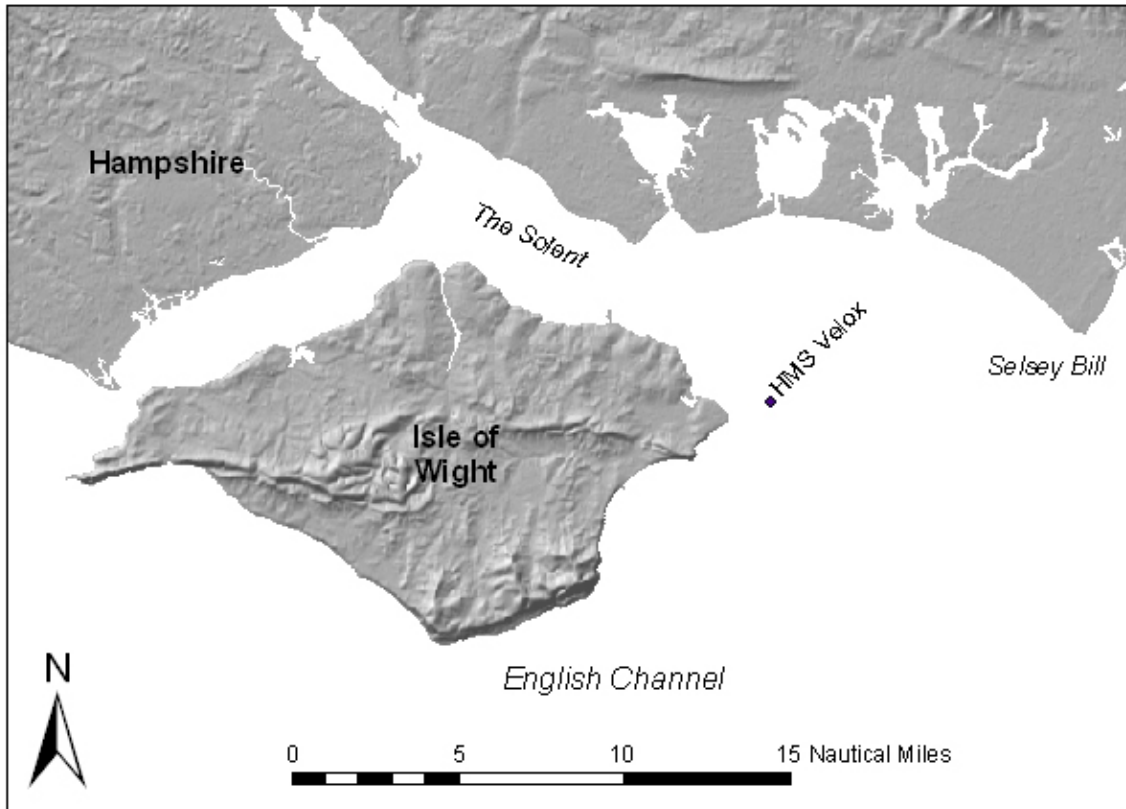 Hampshire
The Solent
HMS Velox
Selsey Bill
Isle of
Wight
English Channel
N
0 5 10 15 Nautical Miles